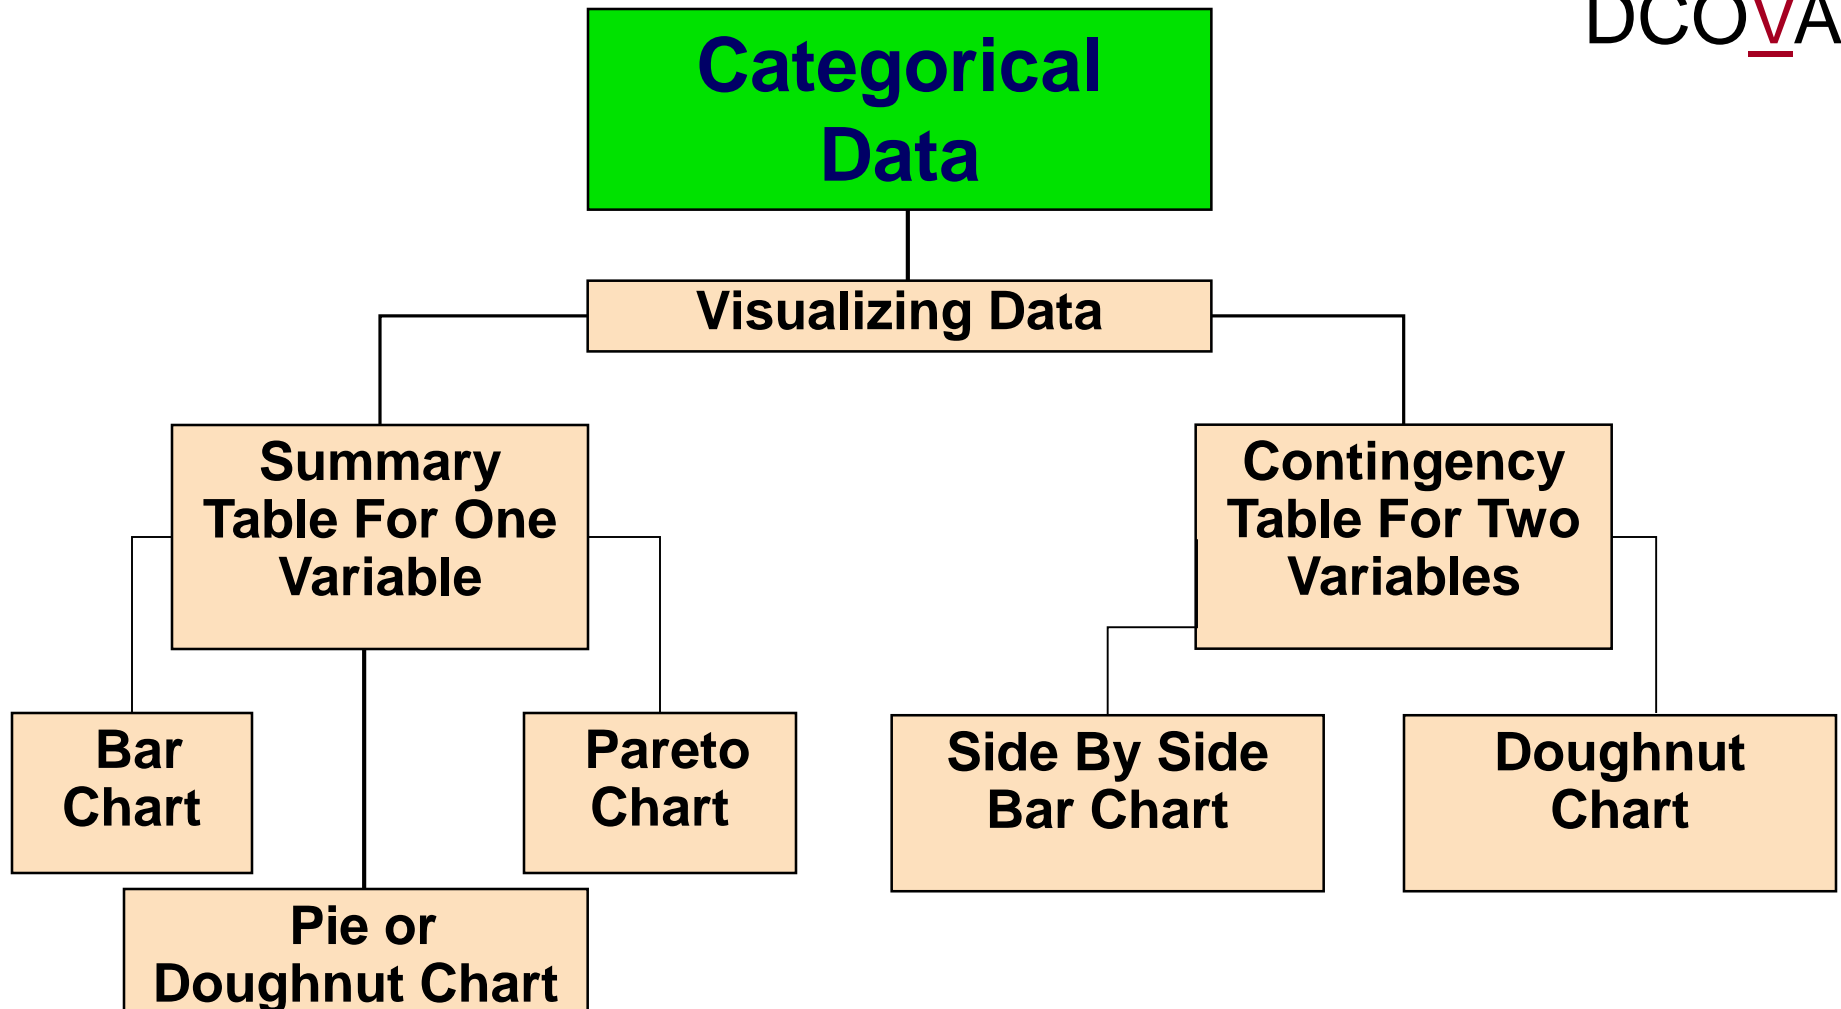 DCOVA
Categorical
Data
Visualizing Data
Summary
Table For One
Variable
Contingency
Table For Two
Variables
Bar
Chart
Pareto
Chart
Side By Side
Bar Chart
Doughnut
Chart
Pie or
Doughnut Chart